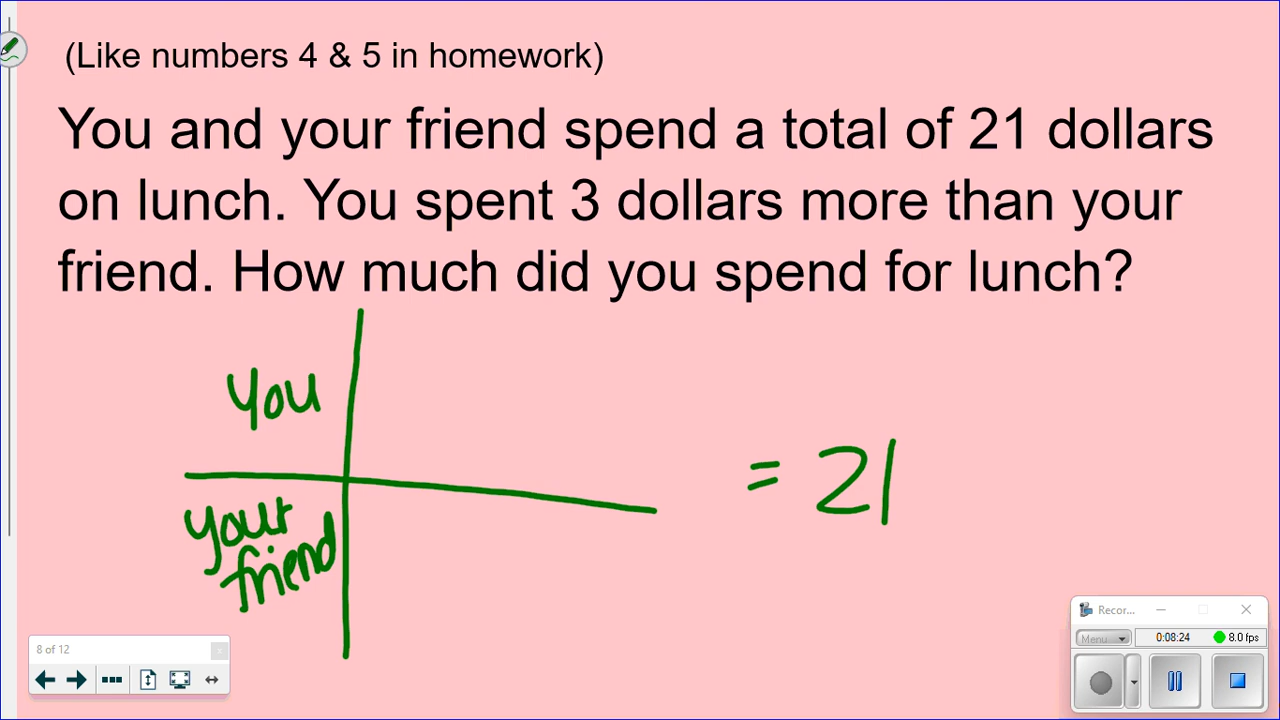 (Like numbers 4 & 5 in homework)
You and your friend spend a total of 21 dollars
on lunch. You spent 3 dollars more than your
friend. How much did you spend for lunch?
You
= 21
your
friend
8 of 12
x
Recor...
Menu
0:08:24
8.0 fps